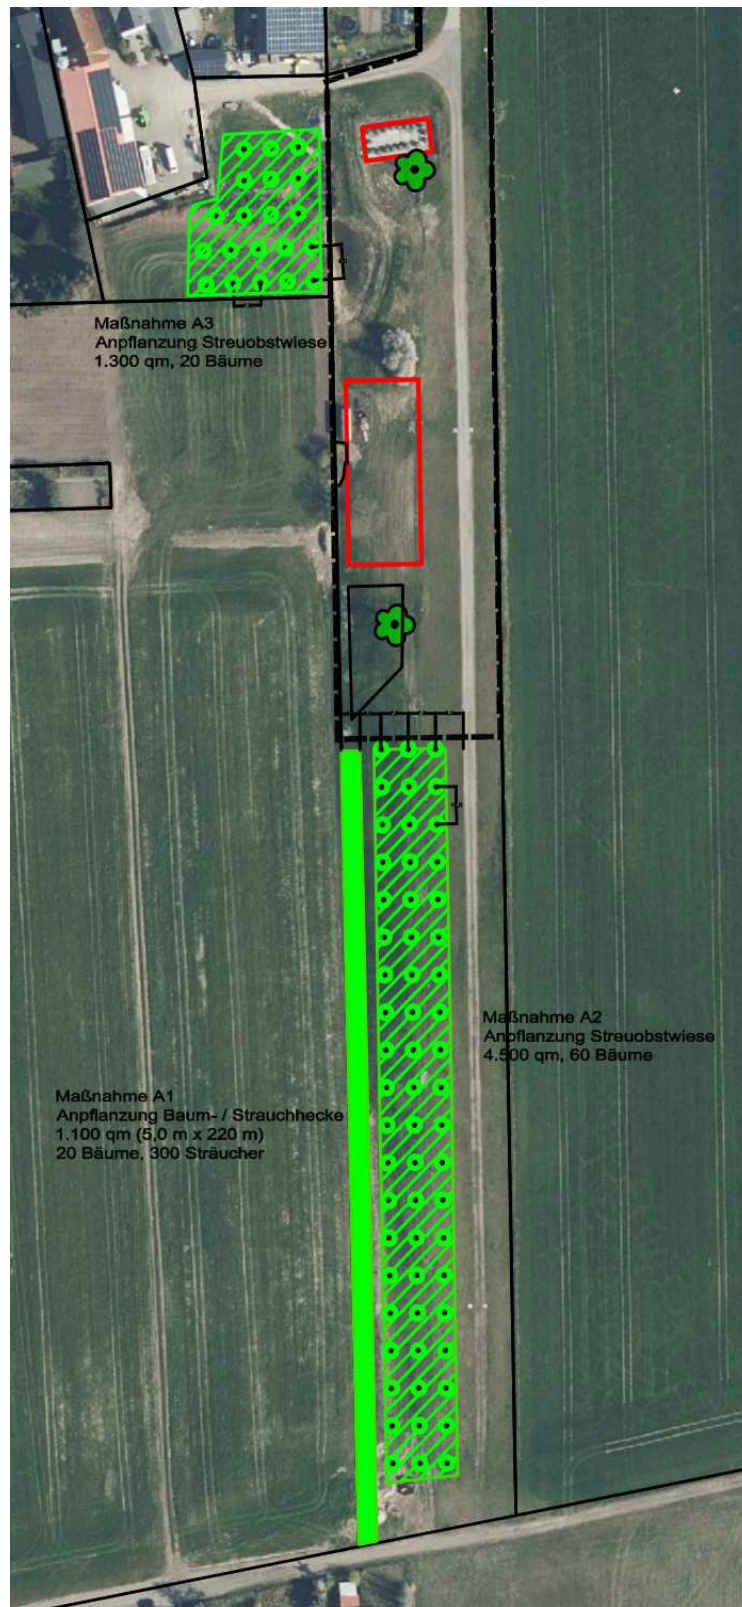 Maßnahme A3
Anpflanzung Streuobstwiese
1.300 qm, 20 Bäume
Maßnahme A2
Anpflanzung Streuobstwiese
4.500 qm, 60 Bäume
Maßnahme A1
Anpflanzung Baum- / Strauchhecke
1.100 qm (5,0 m x 220 m)
20 Bäume, 300 Sträucher